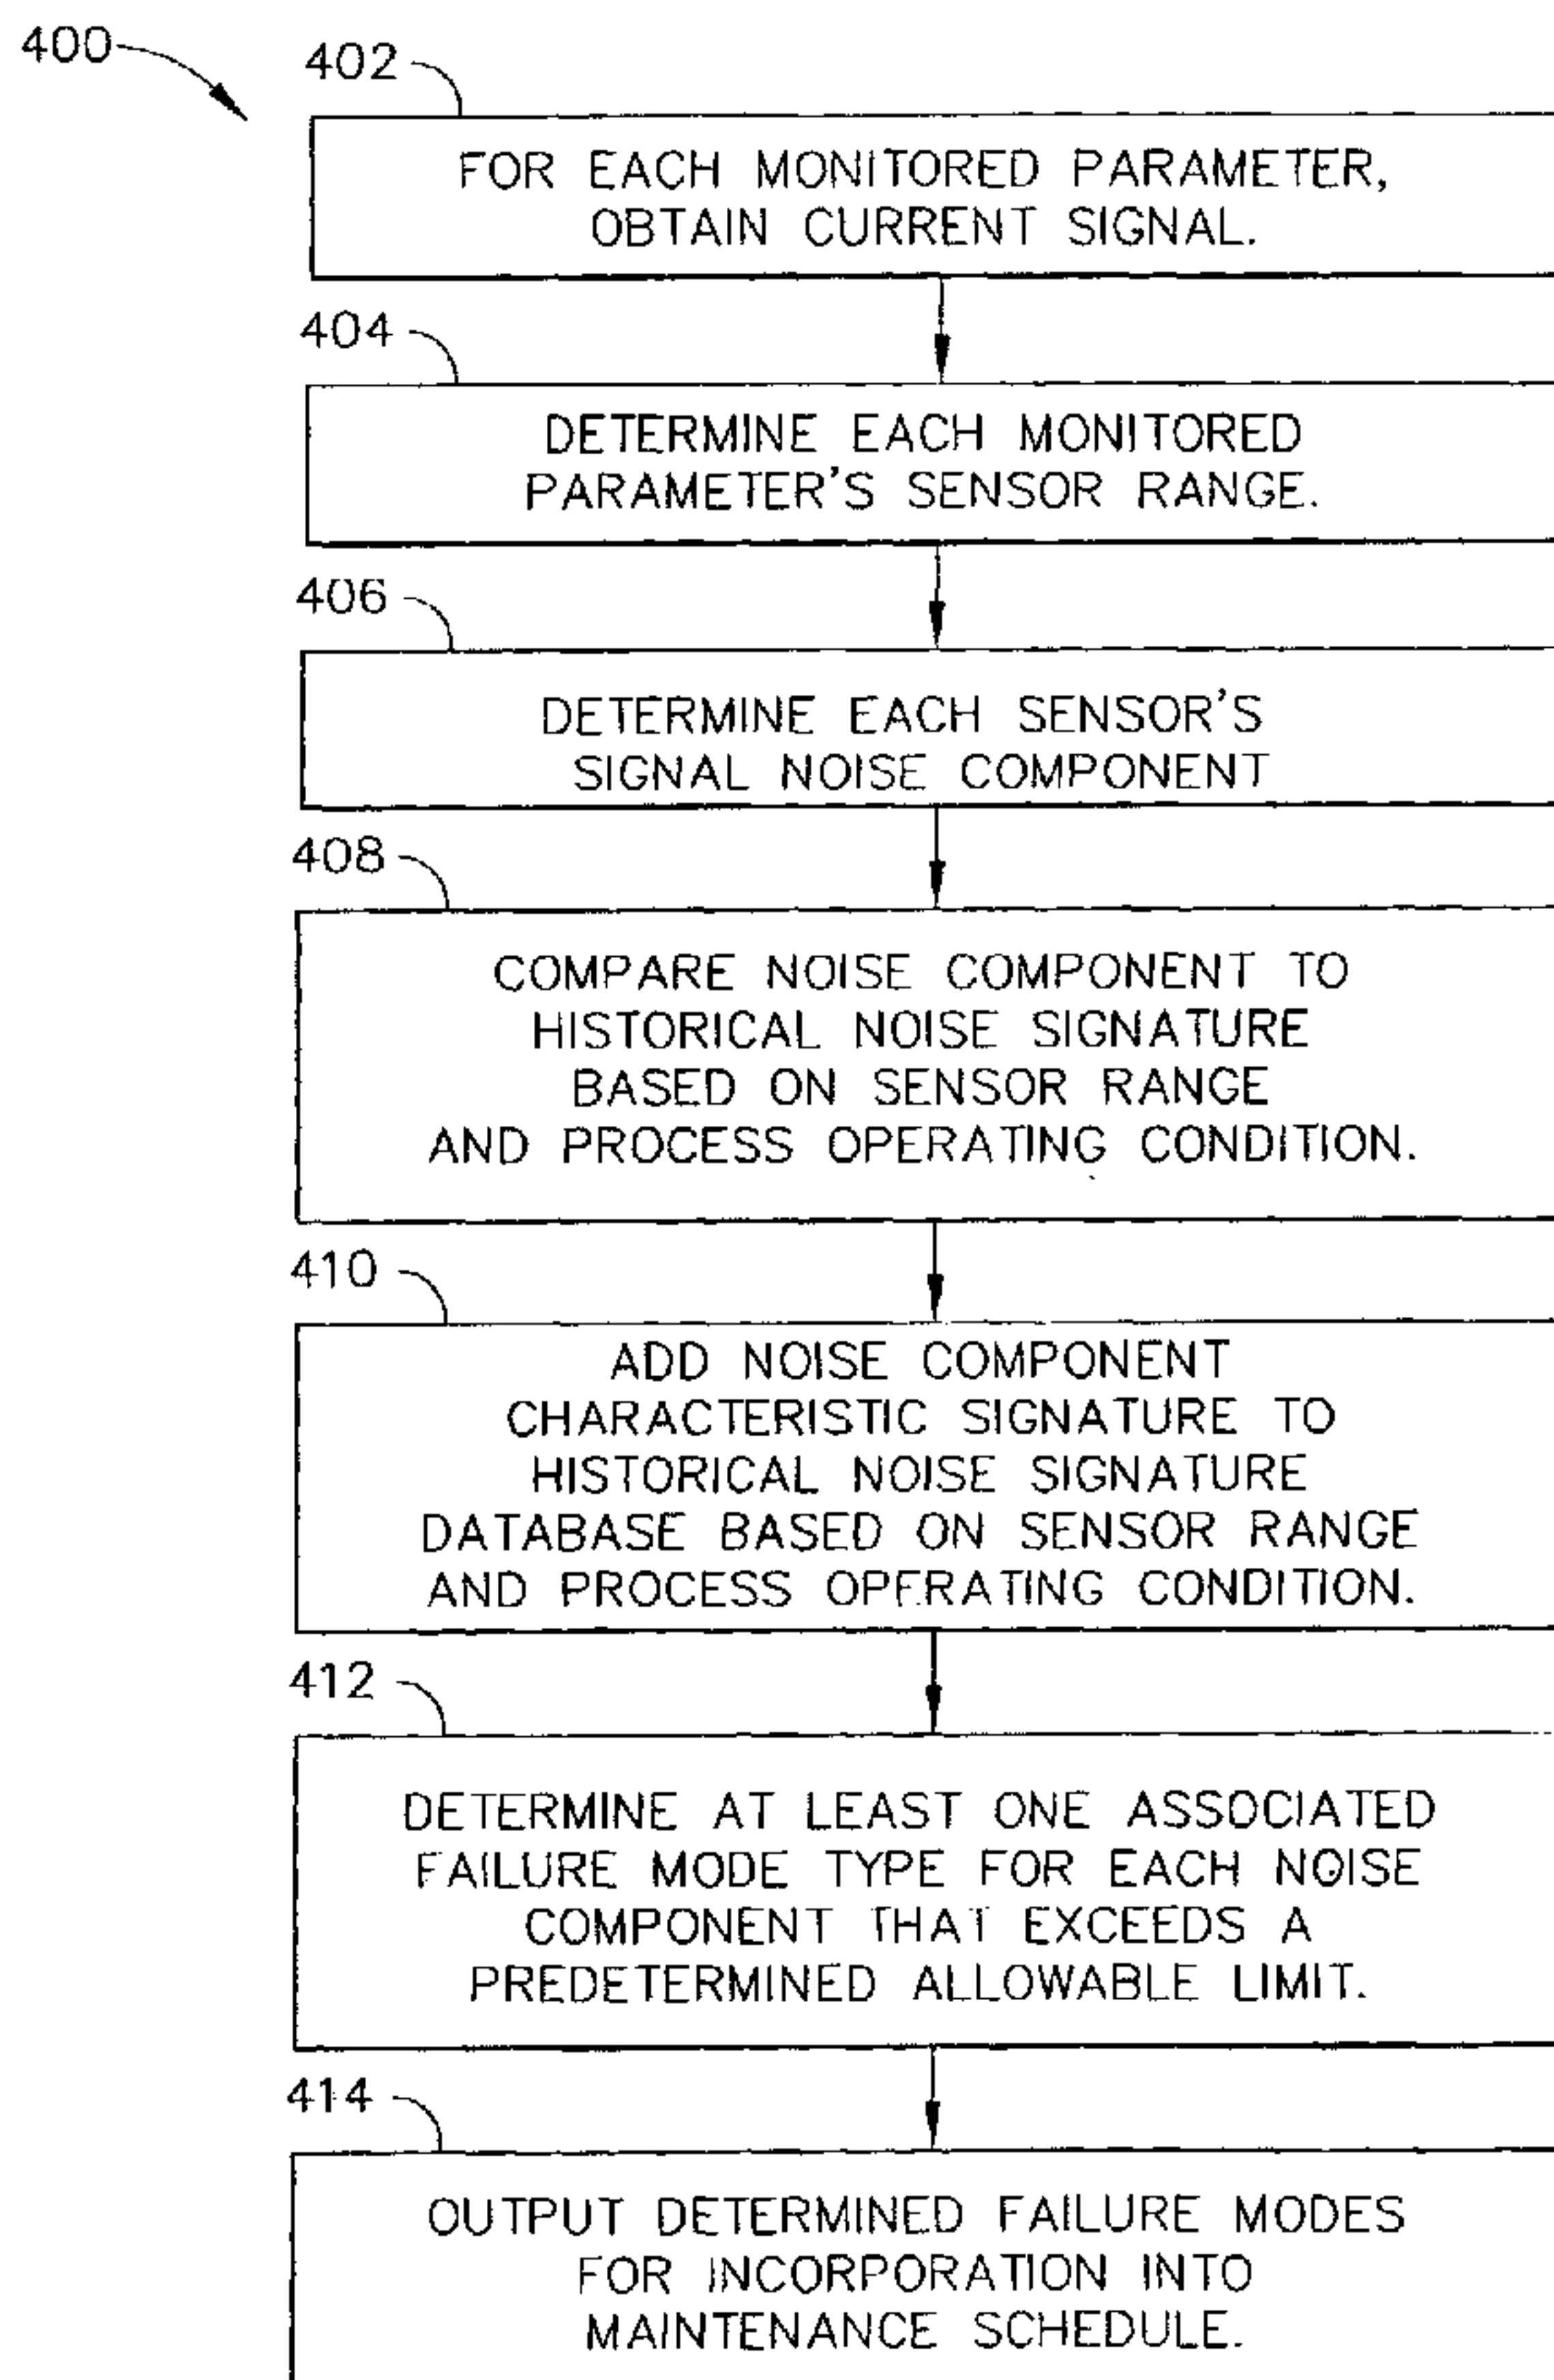 400
402
FOR EACH MONITORED PARAMETER,
OBTAIN CURRENT SIGNAL.
404
DETERMINE EACH MONITORED
PARAMETER'S SENSOR RANGE.
406
DETERMINE EACH SENSOR'S
SIGNAL NOISE COMPONENT
408
COMPARE NOISE COMPONENT TO
HISTORICAL NOISE SIGNATURE
BASED ON SENSOR RANGE
AND PROCESS OPERATING CONDITION.
410
ADD NOISE COMPONENT
CHARACTERISTIC SIGNATURE TO
HISTORICAL NOISE SIGNATURE
DATABASE BASED ON SENSOR RANGE
AND PROCESS OPERATING CONDITION.
412
DETERMINE AT LEAST ONE ASSOCIATED
FAILURE MODE TYPE FOR EACH NOISE
COMPONENT THAT EXCEEDS A
PREDETERMINED ALLOWABLE LIMIT.
414
OUTPUT DETERMINED FAILURE MODES
FOR INCORPORATION INTO
MAINTENANCE SCHEDULE.